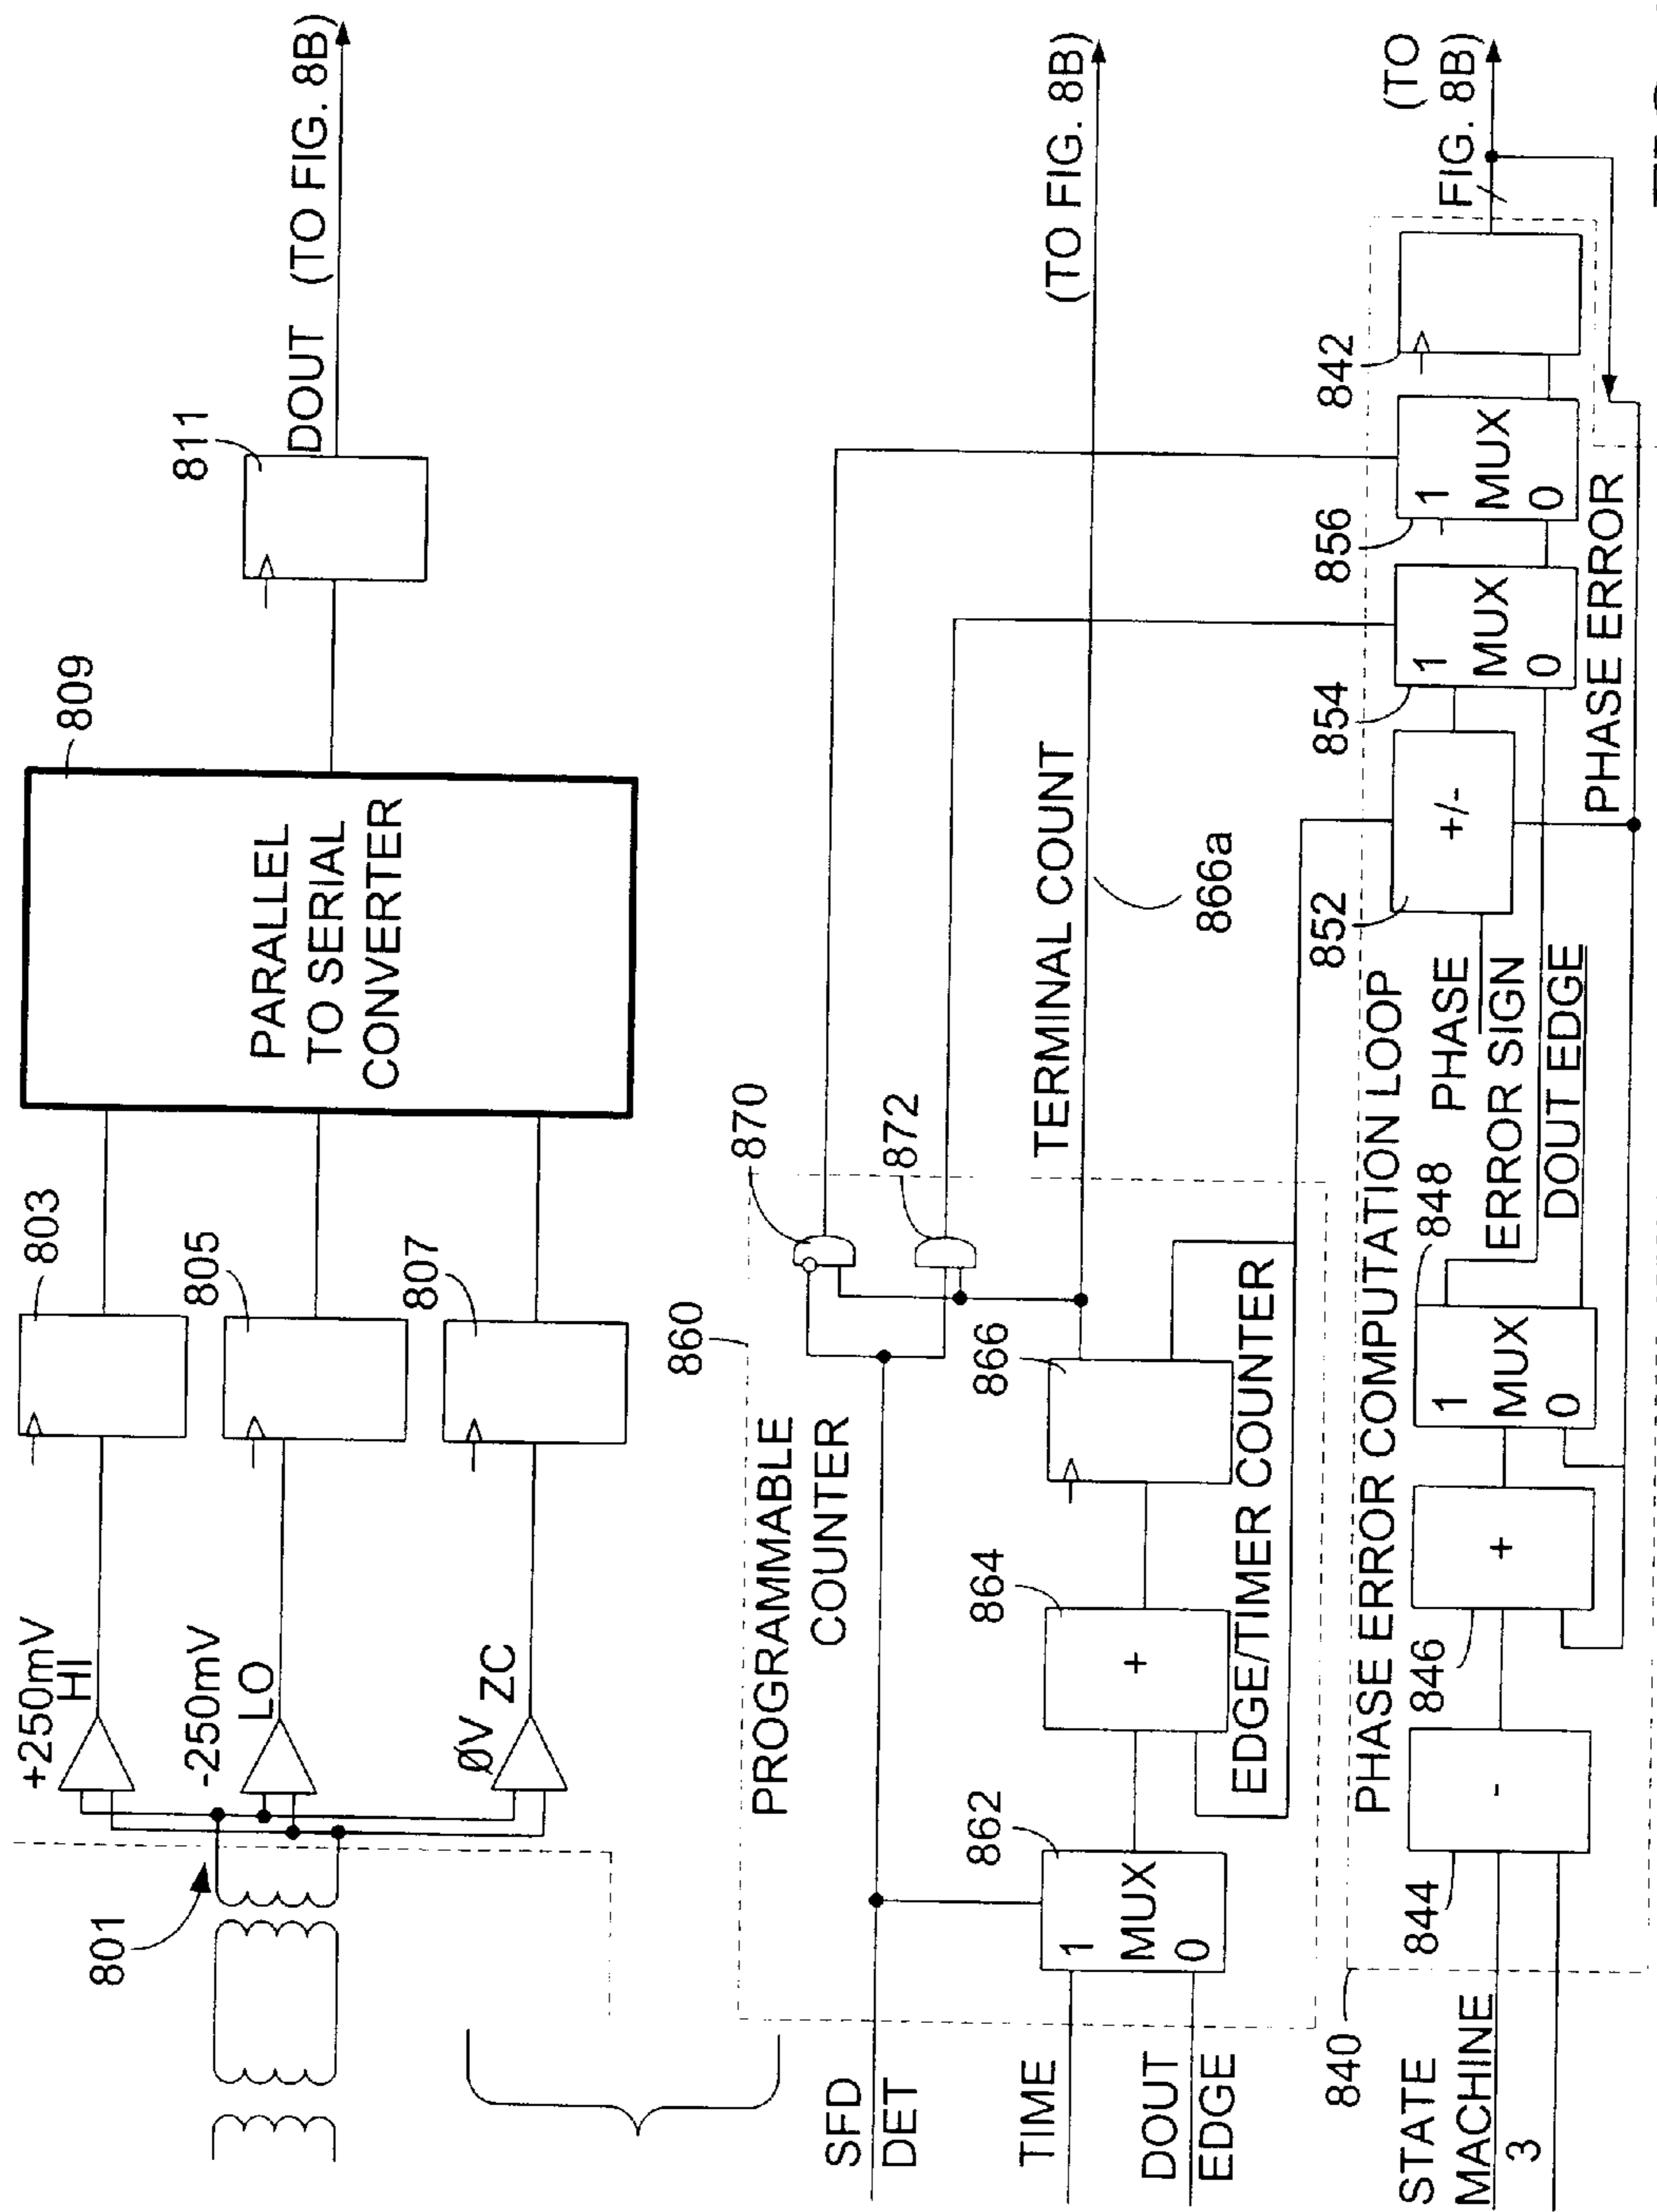 801
+250mV
HI
-250mV
LO
ØV
ZC
803
805
807
PARALLEL
TO SERIAL
CONVERTER
809
811
DOUT (TO FIG. 8B)
860
PROGRAMMABLE
COUNTER
870
872
SFD
DET
TIME
DOUT
EDGE
862
1
MUX
0
864
+
866
EDGE/TIMER COUNTER
TERMINAL COUNT
866a
(TO FIG. 8B)
840
PHASE ERROR COMPUTATION LOOP
STATE
MACHINE
3
844
-
846
+
848
1
MUX
0
PHASE
ERROR SIGN
DOUT EDGE
852
+/-
854
1
MUX
0
856
1
MUX
0
842
PHASE ERROR
(TO
FIG. 8B)